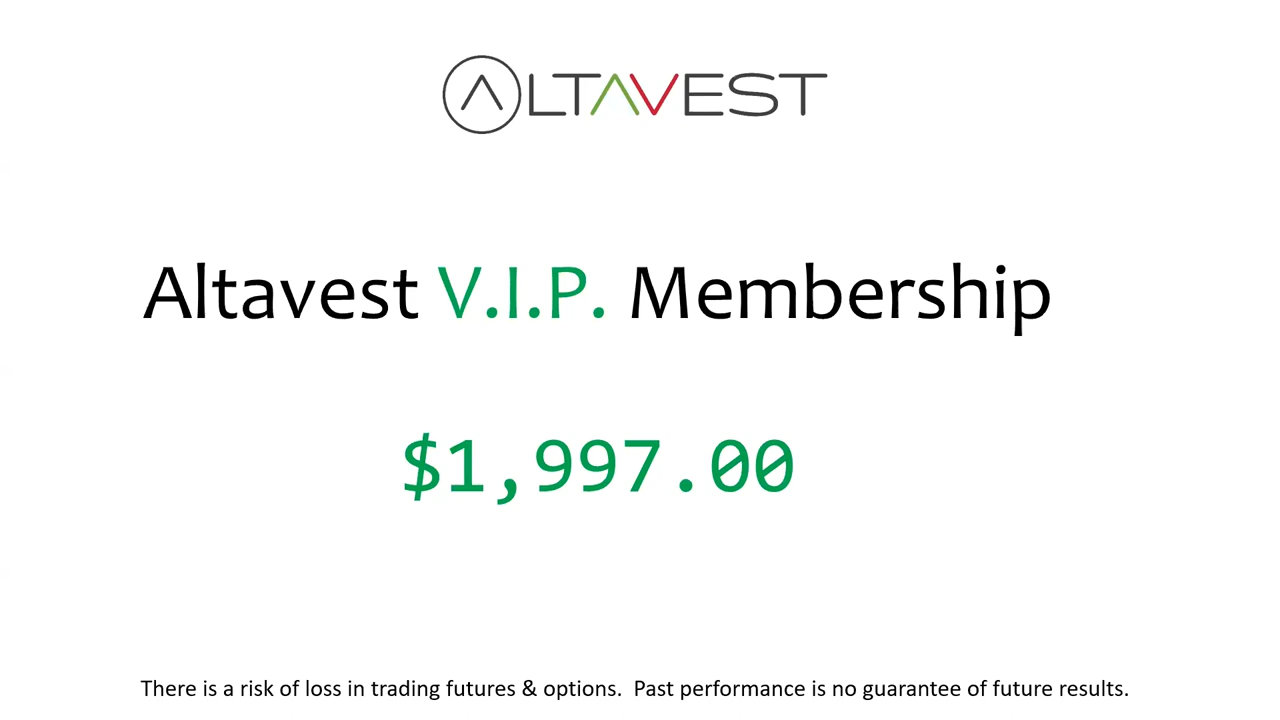 ALTAVEST
Altavest V.I.P. Membership
$1,997.00
There is a risk of loss in trading futures & options.  Past performance is no guarantee of future results.